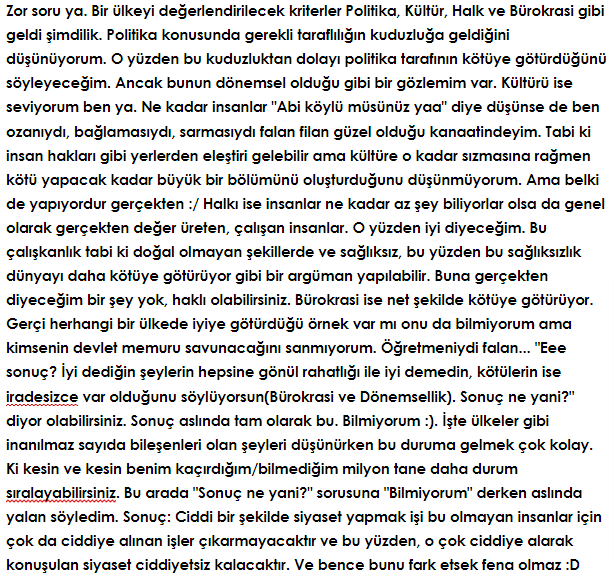 Zor soru ya. Bir ülkeyi değerlendirilecek kriterler Politika, Kültür, Halk ve Bürokrasi gibi
geldi şimdilik. Politika konusunda gerekli taraflılığın kuduzluğa geldiğini
düşünüyorum. O yüzden bu kuduzluktan dolayı politika tarafının kötüye götürdüğünü
söyleyeceğim. Ancak bunun dönemsel olduğu gibi bir gözlemim var. Kültürü ise
seviyorum ben ya. Ne kadar insanlar "Abi köylü müsünüz yaa" diye düşünse de ben
ozanıydı, bağlamasıydı, sarmasıydı falan filan güzel olduğu kanaatindeyim. Tabi ki
insan hakları gibi yerlerden eleştiri gelebilir ama kültüre o kadar sızmasına rağmen
kötü yapacak kadar büyük bir bölümünü oluşturduğunu düşünmüyorum. Ama belki
de yapıyordur gerçekten :/ Halkı ise insanlar ne kadar az şey biliyorlar olsa da genel
olarak gerçekten değer üreten, çalışan insanlar. O yüzden iyi diyeceğim. Bu
çalışkanlık tabi ki doğal olmayan şekillerde ve sağlıksız, bu yüzden bu sağlıksızlık
dünyayı daha kötüye götürüyor gibi bir argüman yapılabilir. Buna gerçekten
diyeceğim bir şey yok, haklı olabilirsiniz. Bürokrasi ise net şekilde kötüye götürüyor.
Gerçi herhangi bir ülkede iyiye götürdüğü örnek var mı onu da bilmiyorum ama
kimsenin devlet memuru savunacağını sanmıyorum. Öğretmeniydi falan... "Eee
sonuç? İyi dediğin şeylerin hepsine gönül rahatlığı ile iyi demedin, kötülerin ise
iradesizce var olduğunu söylüyorsun(Bürokrasi ve Dönemsellik). Sonuç ne yani?"
diyor olabilirsiniz. Sonuç aslında tam olarak bu. Bilmiyorum :). İşte ülkeler gibi
inanılmaz sayıda bileşenleri olan şeyleri düşünürken bu duruma gelmek çok kolay.
Ki kesin ve kesin benim kaçırdığım/bilmediğim milyon tane daha durum
sıralayabilirsiniz. Bu arada "Sonuç ne yani?" sorusuna "Bilmiyorum" derken aslında
yalan söyledim. Sonuç: Ciddi bir şekilde siyaset yapmak işi bu olmayan insanlar için
çok da ciddiye alınan işler çıkarmayacaktır ve bu yüzden, o çok ciddiye alarak
konuşulan siyaset ciddiyetsiz kalacaktır. Ve bence bunu fark etsek fena olmaz :D